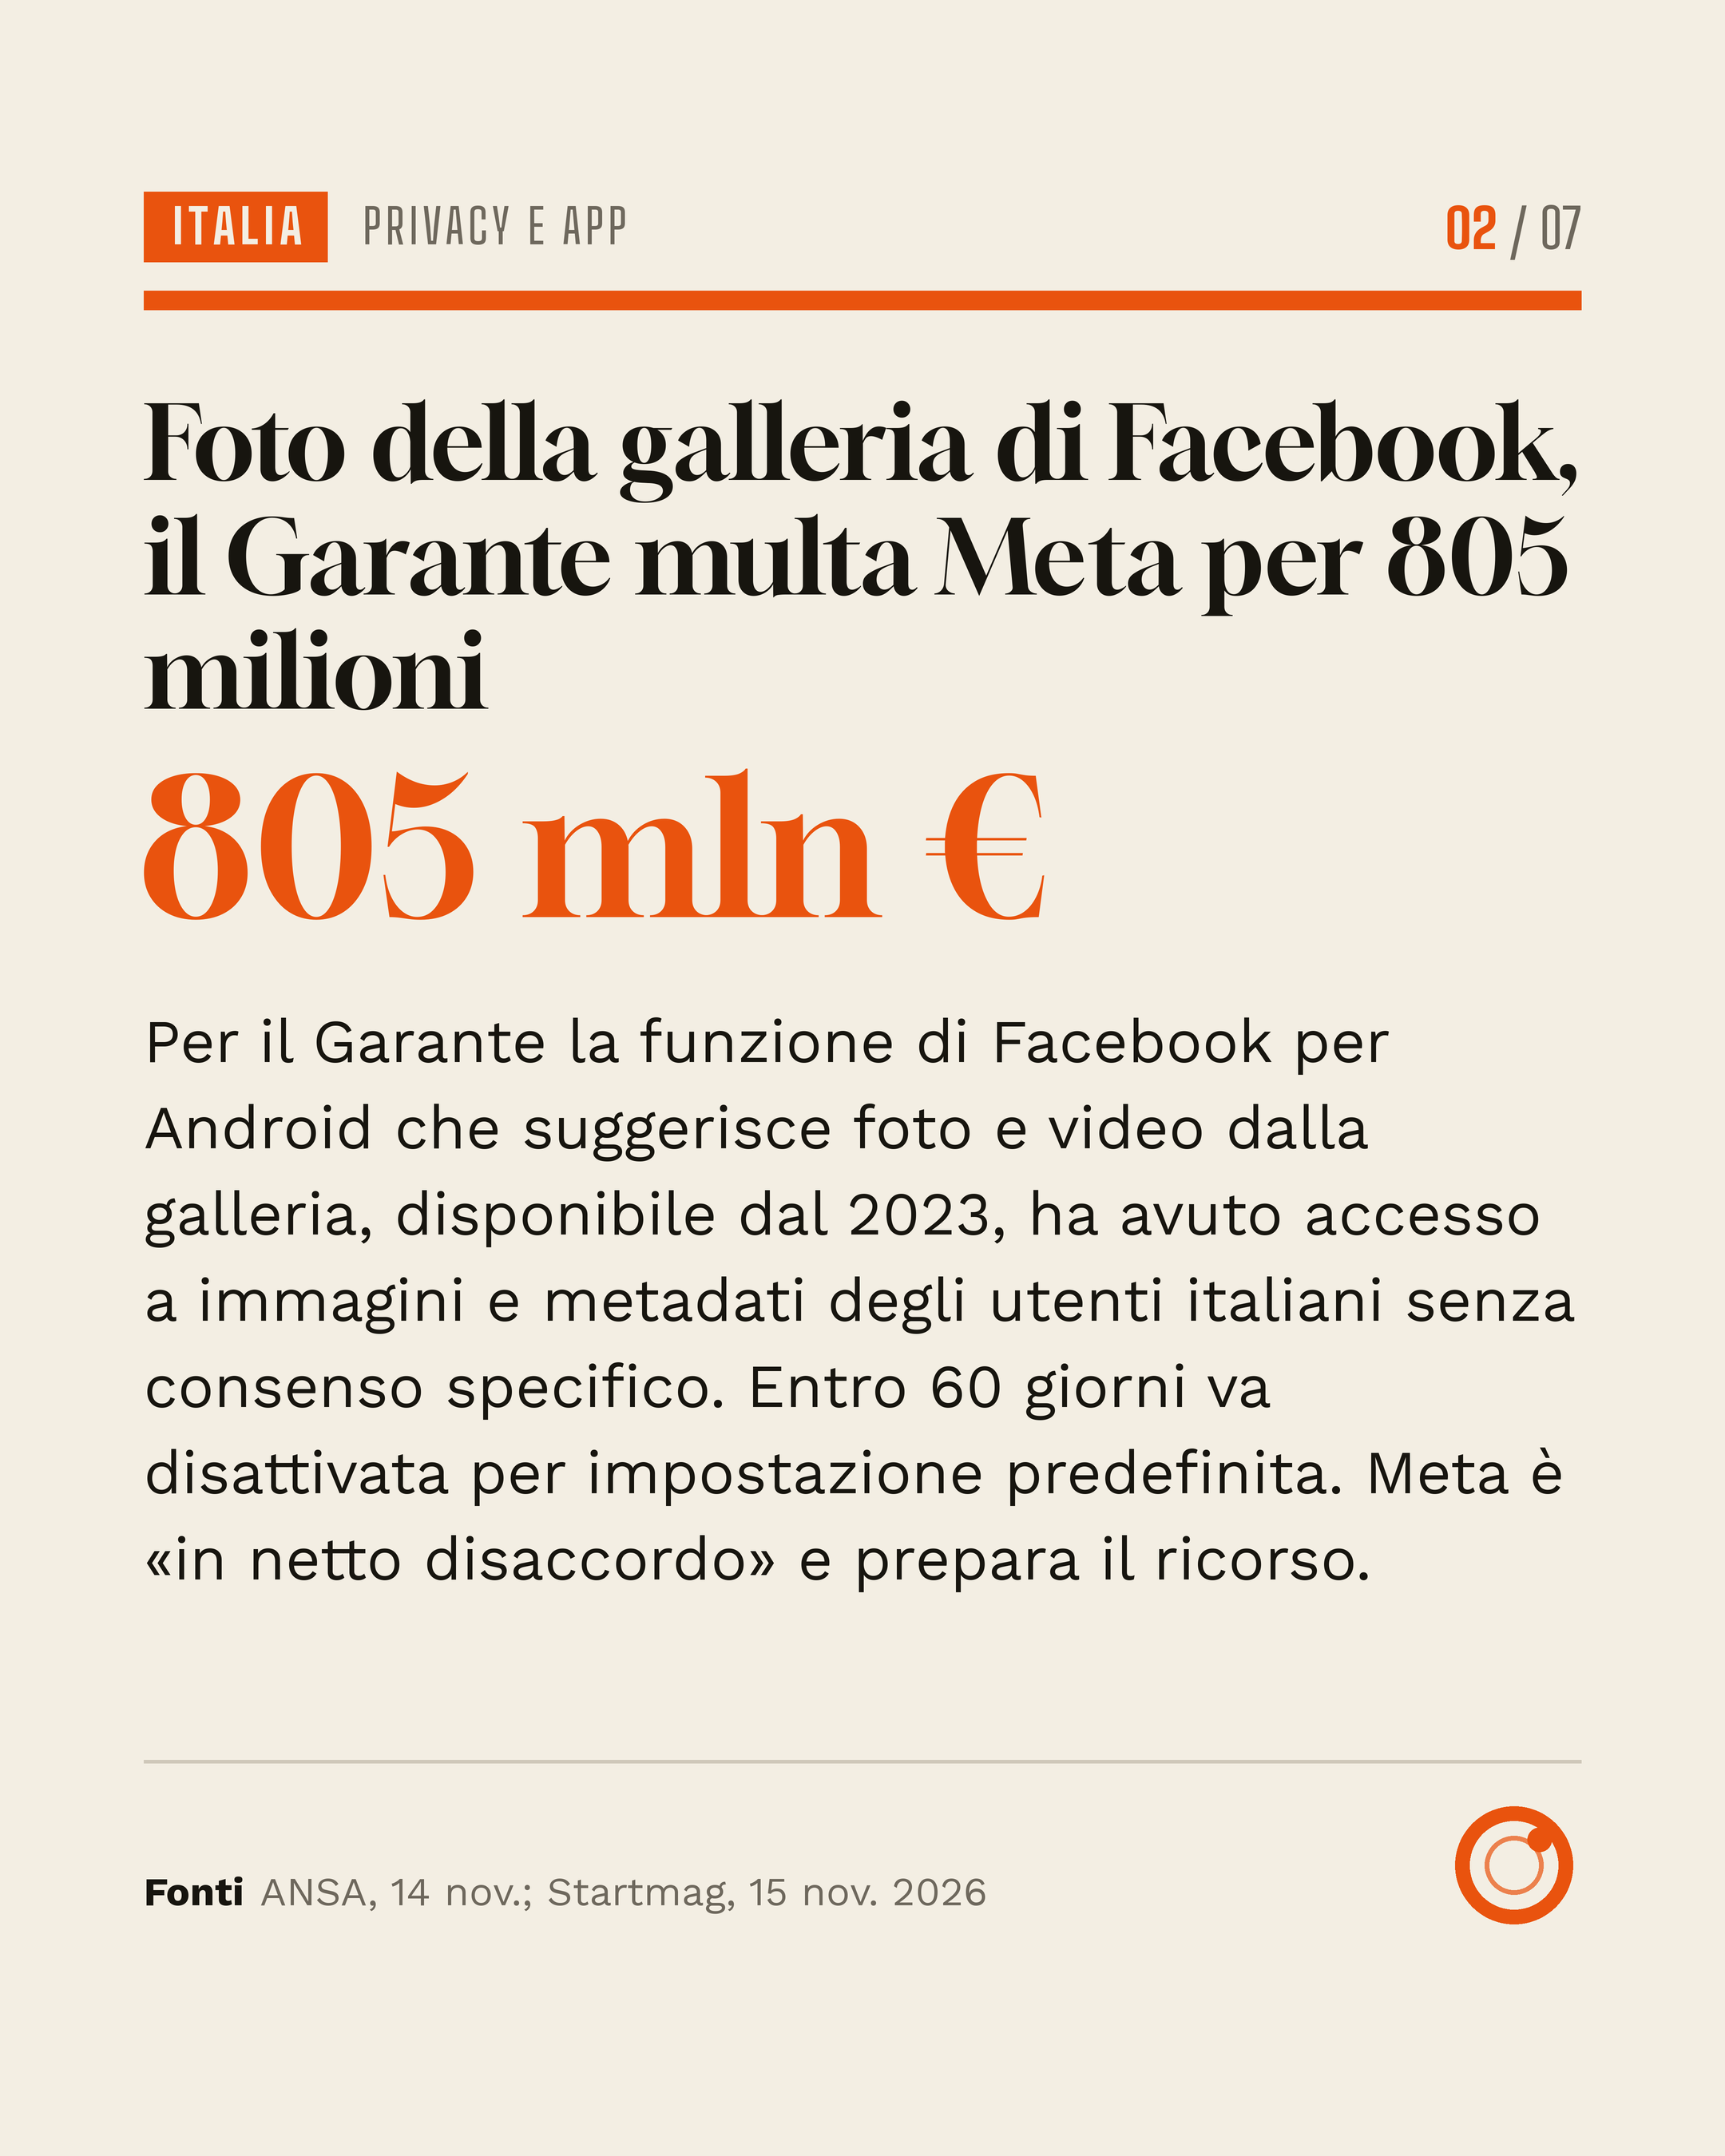 ITALIA PRIVACY E APP 02 / 07
Foto della galleria di Facebook,
il Garante multa Meta per 805
milioni
805 mln €
Per il Garante la funzione di Facebook per
Android che suggerisce foto e video dalla
galleria, disponibile dal 2023, ha avuto accesso
a immagini e metadati degli utenti italiani senza
consenso specifico. Entro 60 giorni va
disattivata per impostazione predefinita. Meta è
«in netto disaccordo» e prepara il ricorso.
Fonti ANSA, 14 nov.; Startmag, 15 nov. 2026